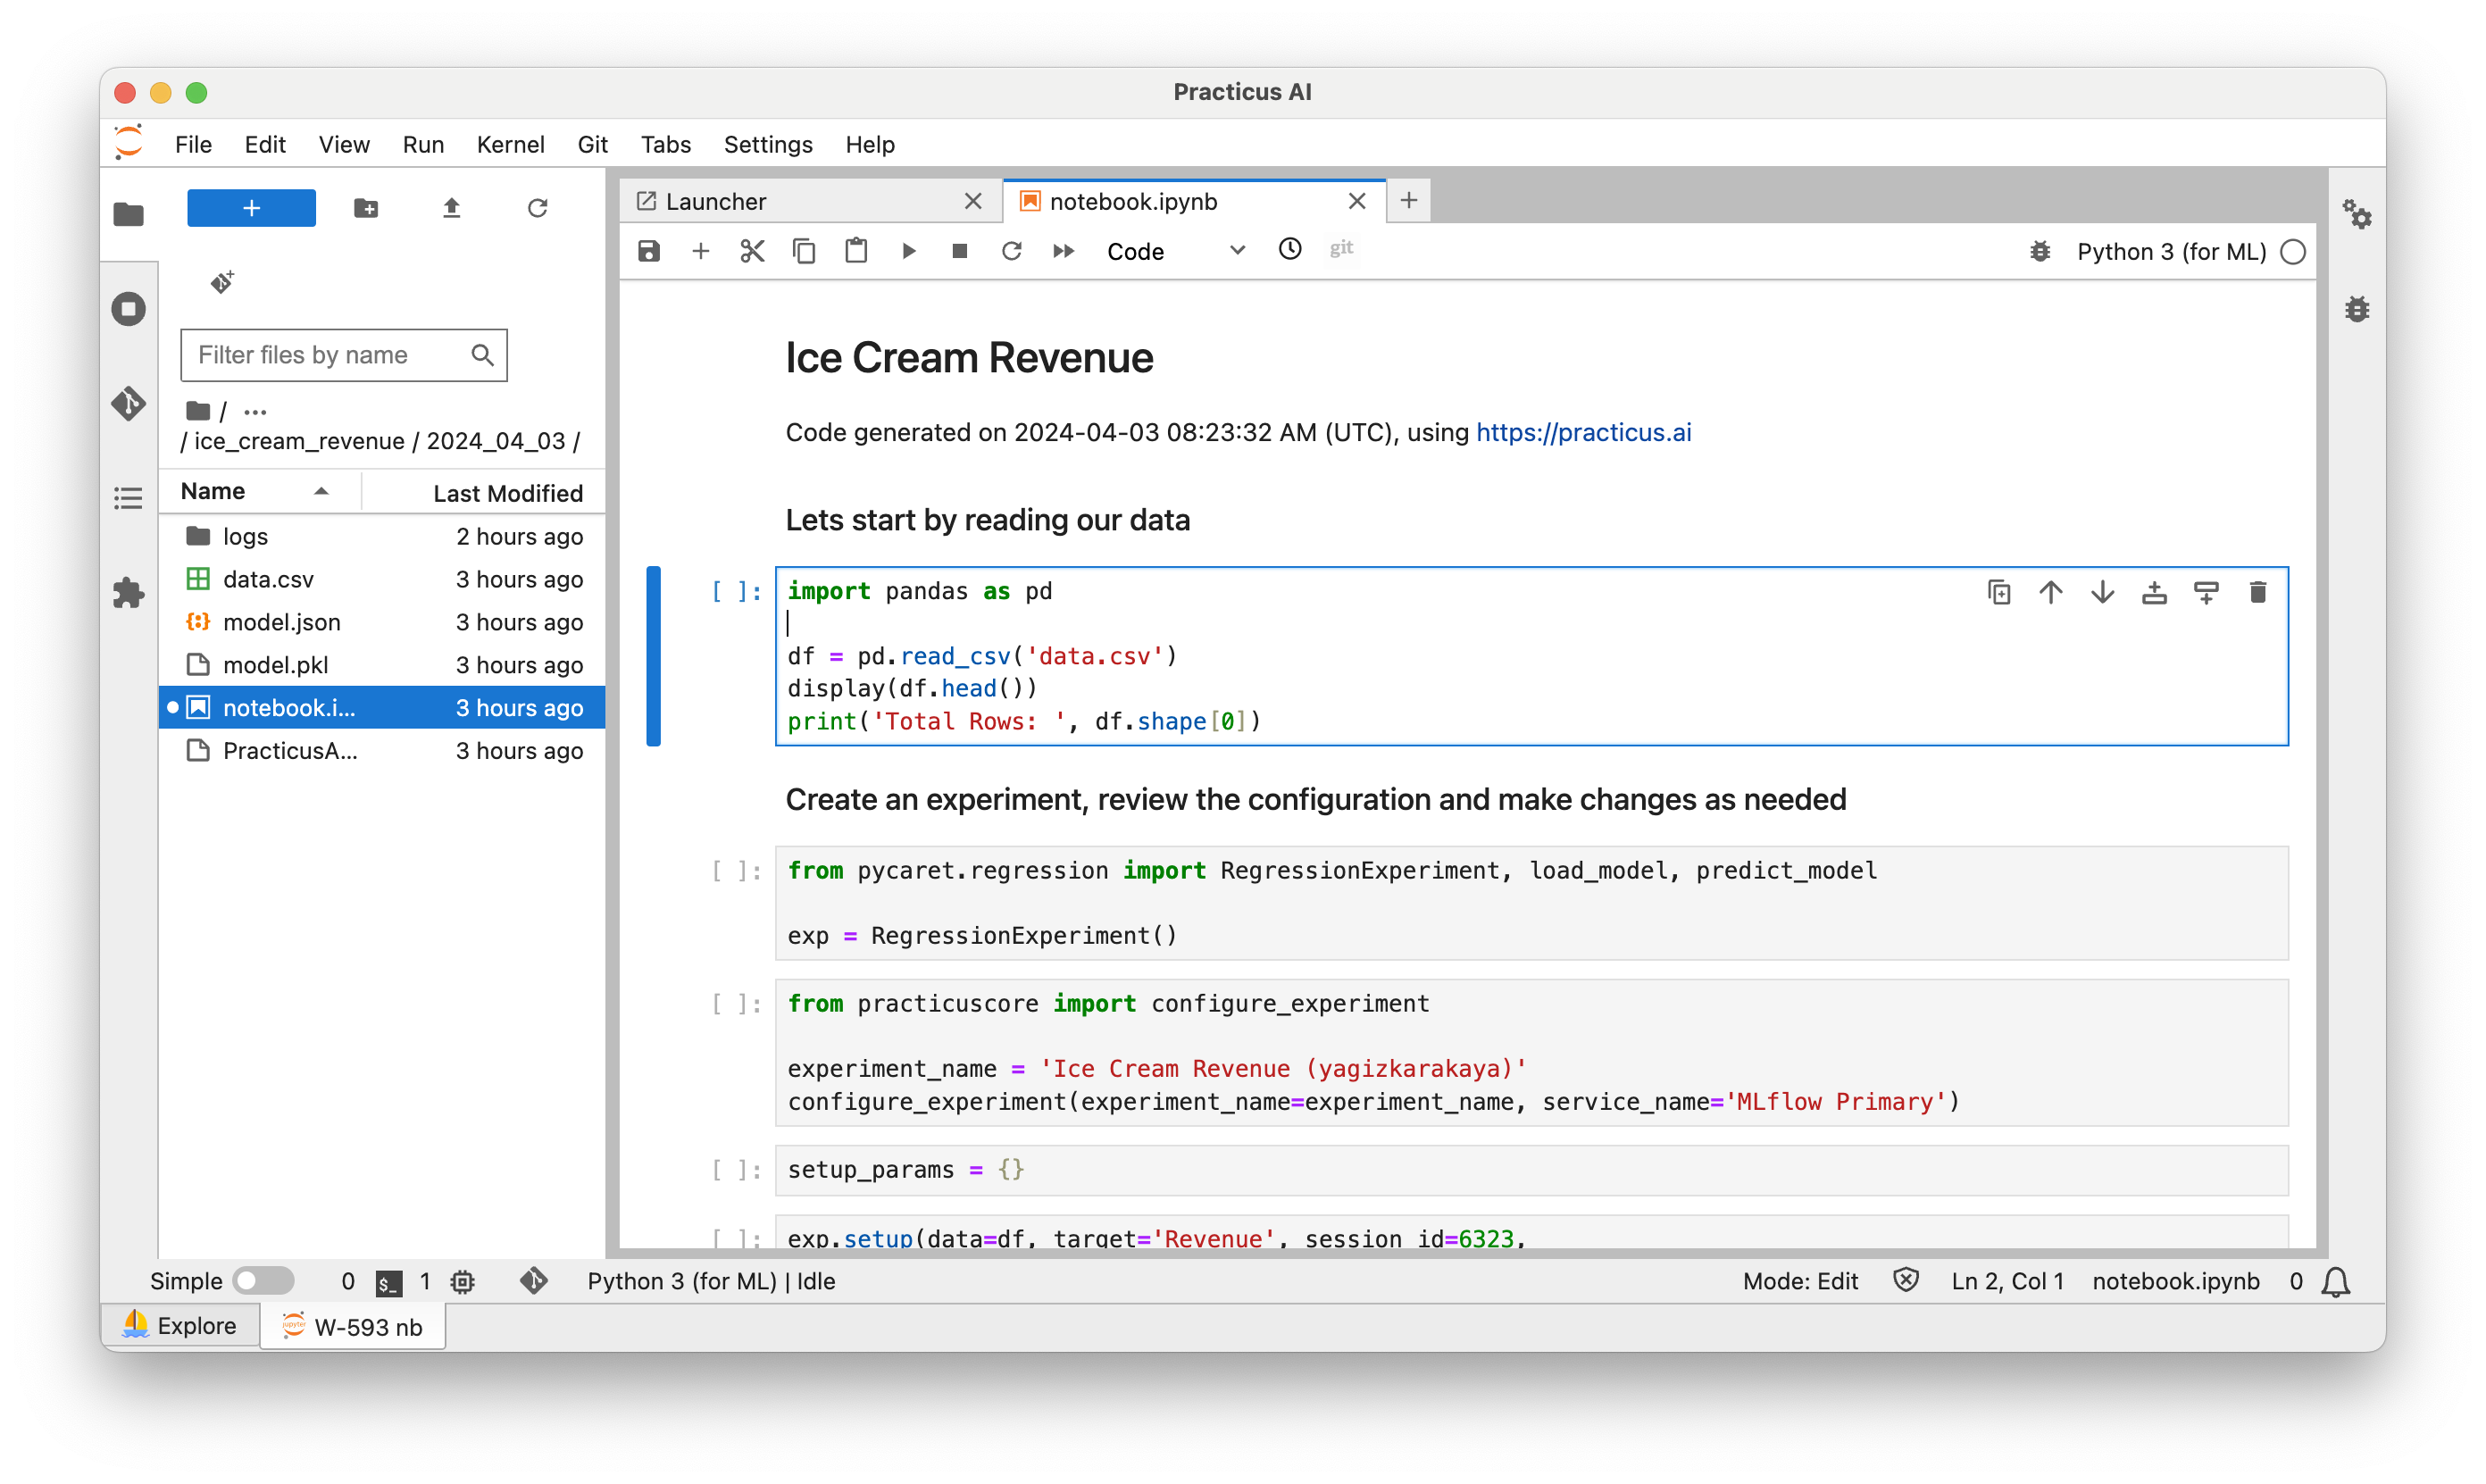 Practicus AI
File Edit View Run Kernel Git Tabs Settings Help
Filter files by name
/ ...
/ ice_cream_revenue / 2024_04_03 /
Name Last Modified
logs 2 hours ago
data.csv 3 hours ago
model.json 3 hours ago
model.pkl 3 hours ago
notebook.i... 3 hours ago
PracticusA... 3 hours ago
Launcher notebook.ipynb
Code git Python 3 (for ML)
Ice Cream Revenue
Code generated on 2024-04-03 08:23:32 AM (UTC), using https://practicus.ai
Lets start by reading our data
[ ]: import pandas as pd
df = pd.read_csv('data.csv')
display(df.head())
print('Total Rows: ', df.shape[0])
Create an experiment, review the configuration and make changes as needed
[ ]: from pycaret.regression import RegressionExperiment, load_model, predict_model
exp = RegressionExperiment()
[ ]: from practicuscore import configure_experiment
experiment_name = 'Ice Cream Revenue (yagizkarakaya)'
configure_experiment(experiment_name=experiment_name, service_name='MLflow Primary')
[ ]: setup_params = {}
[ ]: exp.setup(data=df, target='Revenue', session_id=6323,
Simple 0 $_ 1 Python 3 (for ML) | Idle Mode: Edit Ln 2, Col 1 notebook.ipynb 0
Explore jupyter W-593 nb